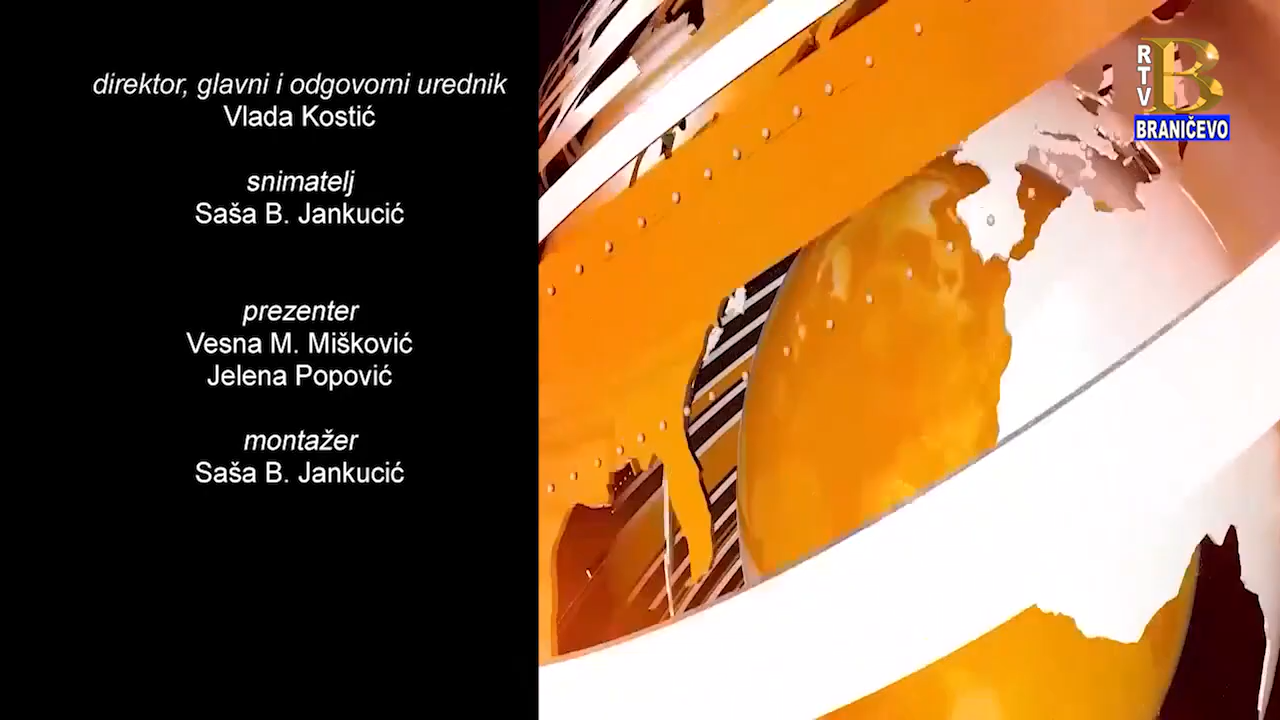 direktor, glavni i odgovorni urednik
Vlada Kostić
snimatelj
Saša B. Jankucić
prezenter
Vesna M. Mišković
Jelena Popović
montažer
Saša B. Jankucić
RTV B
BRANIČEVO